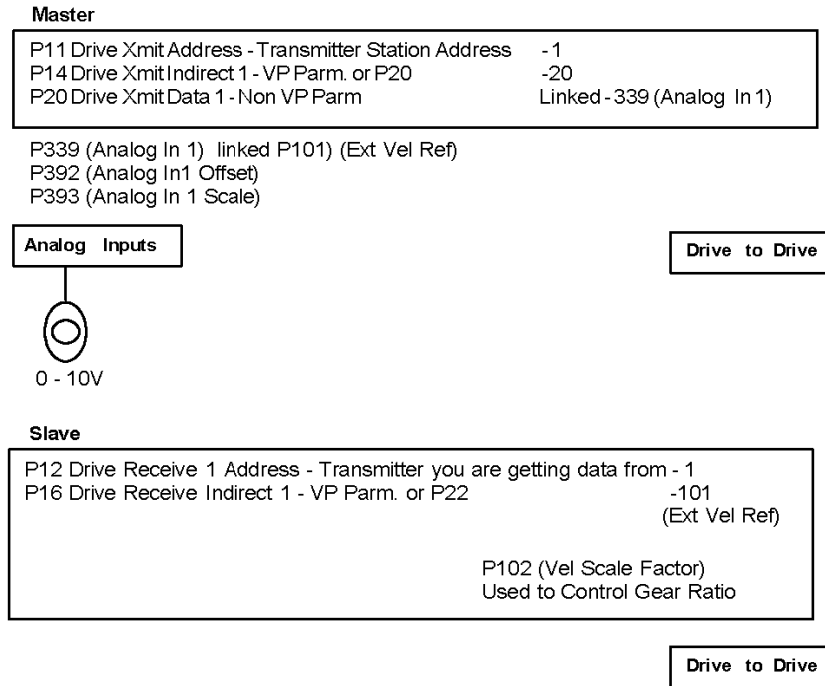 Master
P11 Drive Xmit Address - Transmitter Station Address - 1
P14 Drive Xmit Indirect 1 - VP Parm. or P20 -20
P20 Drive Xmit Data 1 - Non VP Parm Linked - 339 (Analog In 1)
P339 (Analog In 1) linked P101) (Ext Vel Ref)
P392 (Analog In1 Offset)
P393 (Analog In 1 Scale)
Analog Inputs
Drive to Drive
0 - 10V
Slave
P12 Drive Receive 1 Address - Transmitter you are getting data from - 1
P16 Drive Receive Indirect 1 - VP Parm. or P22 -101
(Ext Vel Ref)
P102 (Vel Scale Factor)
Used to Control Gear Ratio
Drive to Drive